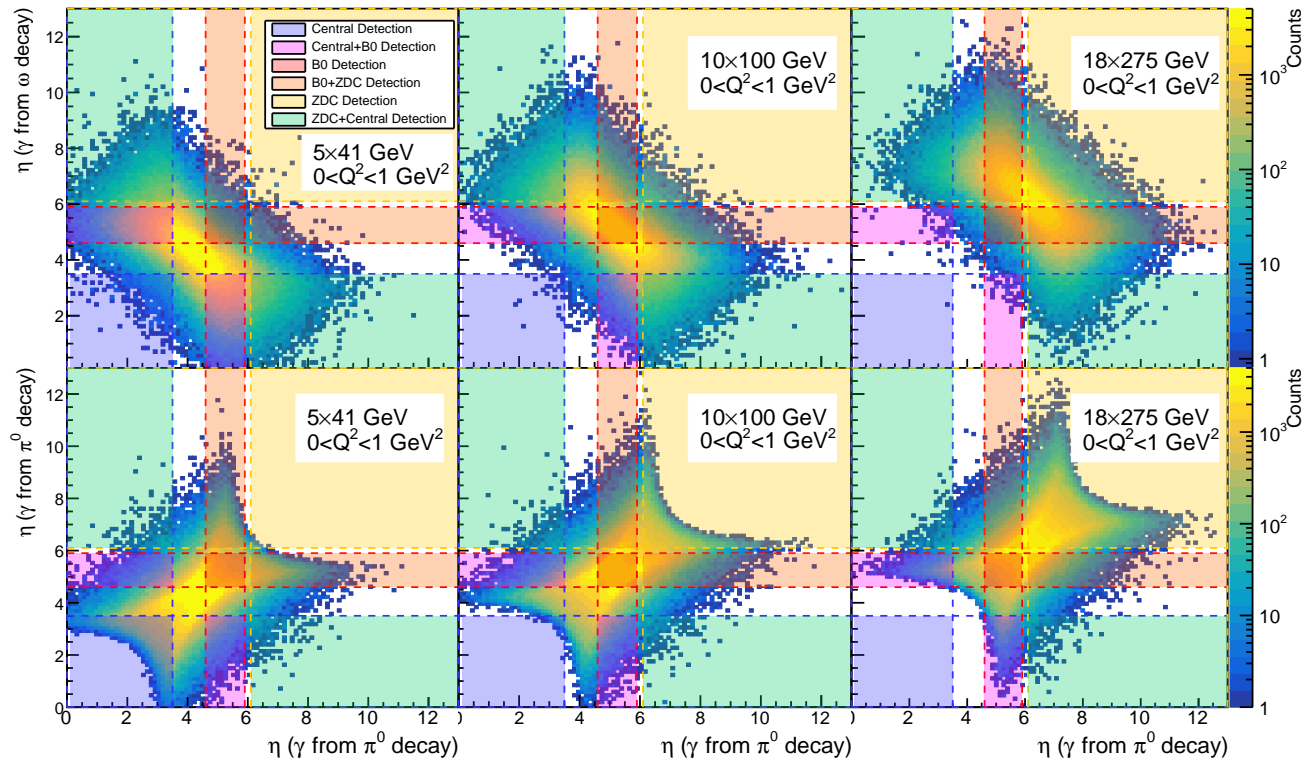 Central Detection
Central+B0 Detection
B0 Detection
B0+ZDC Detection
ZDC Detection
ZDC+Central Detection
5×41 GeV
0<Q²<1 GeV²
10×100 GeV
0<Q²<1 GeV²
18×275 GeV
0<Q²<1 GeV²
η (γ from ω decay)
0
2
4
6
8
10
12
Counts
10³
10²
10
1
5×41 GeV
0<Q²<1 GeV²
10×100 GeV
0<Q²<1 GeV²
18×275 GeV
0<Q²<1 GeV²
η (γ from π⁰ decay)
0
2
4
6
8
10
12
Counts
10³
10²
10
1
0 2 4 6 8 10 12
0 2 4 6 8 10 12
0 2 4 6 8 10 12
η (γ from π⁰ decay)
η (γ from π⁰ decay)
η (γ from π⁰ decay)